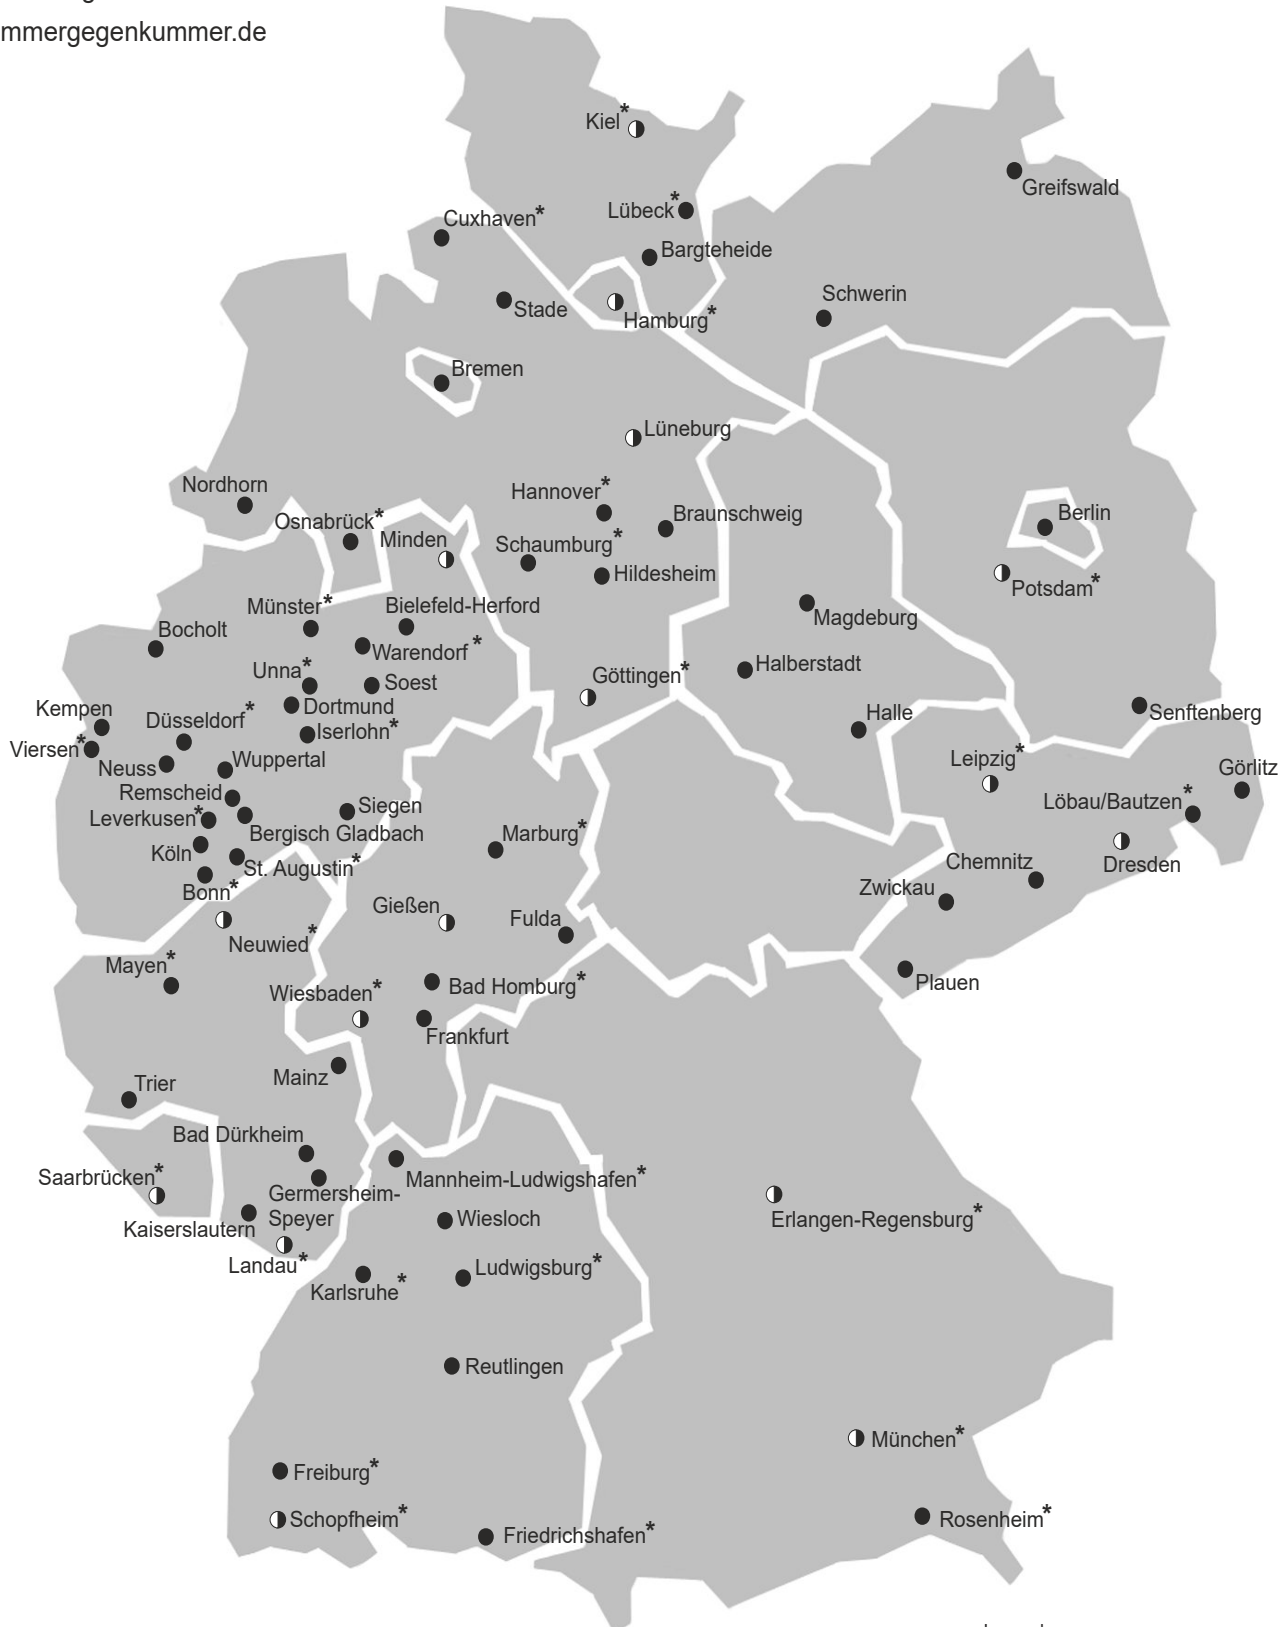 mmergegenkummer.de
Kiel*
Greifswald
Lübeck*
Cuxhaven*
Bargteheide
Schwerin
Stade
Hamburg*
Bremen
Lüneburg
Nordhorn
Hannover*
Osnabrück*
Braunschweig
Berlin
Minden
Schaumburg*
Hildesheim
Potsdam*
Münster*
Bielefeld-Herford
Magdeburg
Bocholt
Warendorf*
Unna*
Soest
Göttingen*
Halberstadt
Kempen
Dortmund
Düsseldorf*
Iserlohn*
Halle
Senftenberg
Viersen*
Neuss
Wuppertal
Leipzig*
Görlitz
Remscheid
Siegen
Löbau/Bautzen*
Leverkusen*
Bergisch Gladbach
Marburg*
Köln
St. Augustin*
Chemnitz
Dresden
Bonn*
Zwickau
Gießen
Fulda
Neuwied*
Mayen*
Plauen
Wiesbaden*
Bad Homburg*
Frankfurt
Mainz
Trier
Bad Dürkheim
Saarbrücken*
Mannheim-Ludwigshafen*
Germersheim-
Speyer
Kaiserslautern
Wiesloch
Erlangen-Regensburg*
Landau*
Ludwigsburg*
Karlsruhe*
Reutlingen
München*
Freiburg*
Schopfheim*
Rosenheim*
Friedrichshafen*